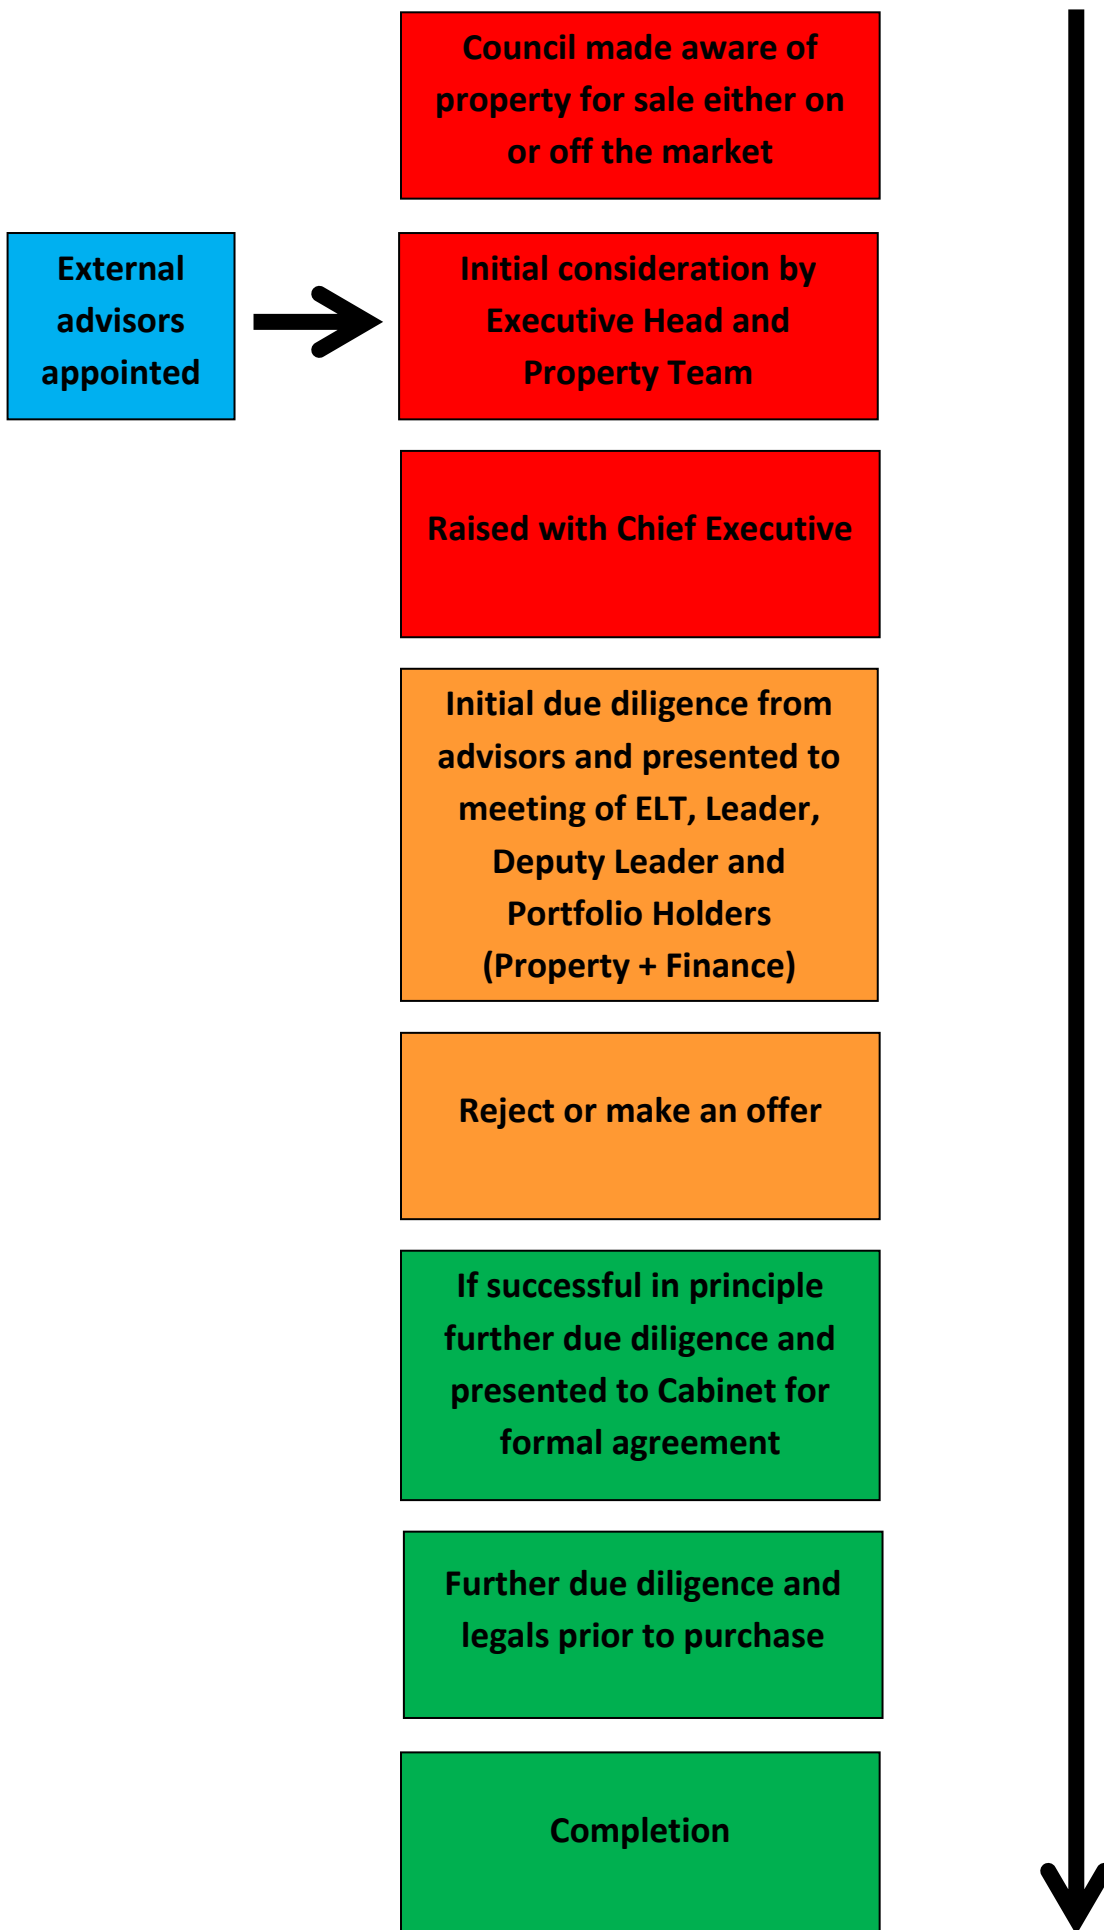 Council made aware of
property for sale either on
or off the market
External
advisors
appointed
Initial consideration by
Executive Head and
Property Team
Raised with Chief Executive
Initial due diligence from
advisors and presented to
meeting of ELT, Leader,
Deputy Leader and
Portfolio Holders
(Property + Finance)
Reject or make an offer
If successful in principle
further due diligence and
presented to Cabinet for
formal agreement
Further due diligence and
legals prior to purchase
Completion